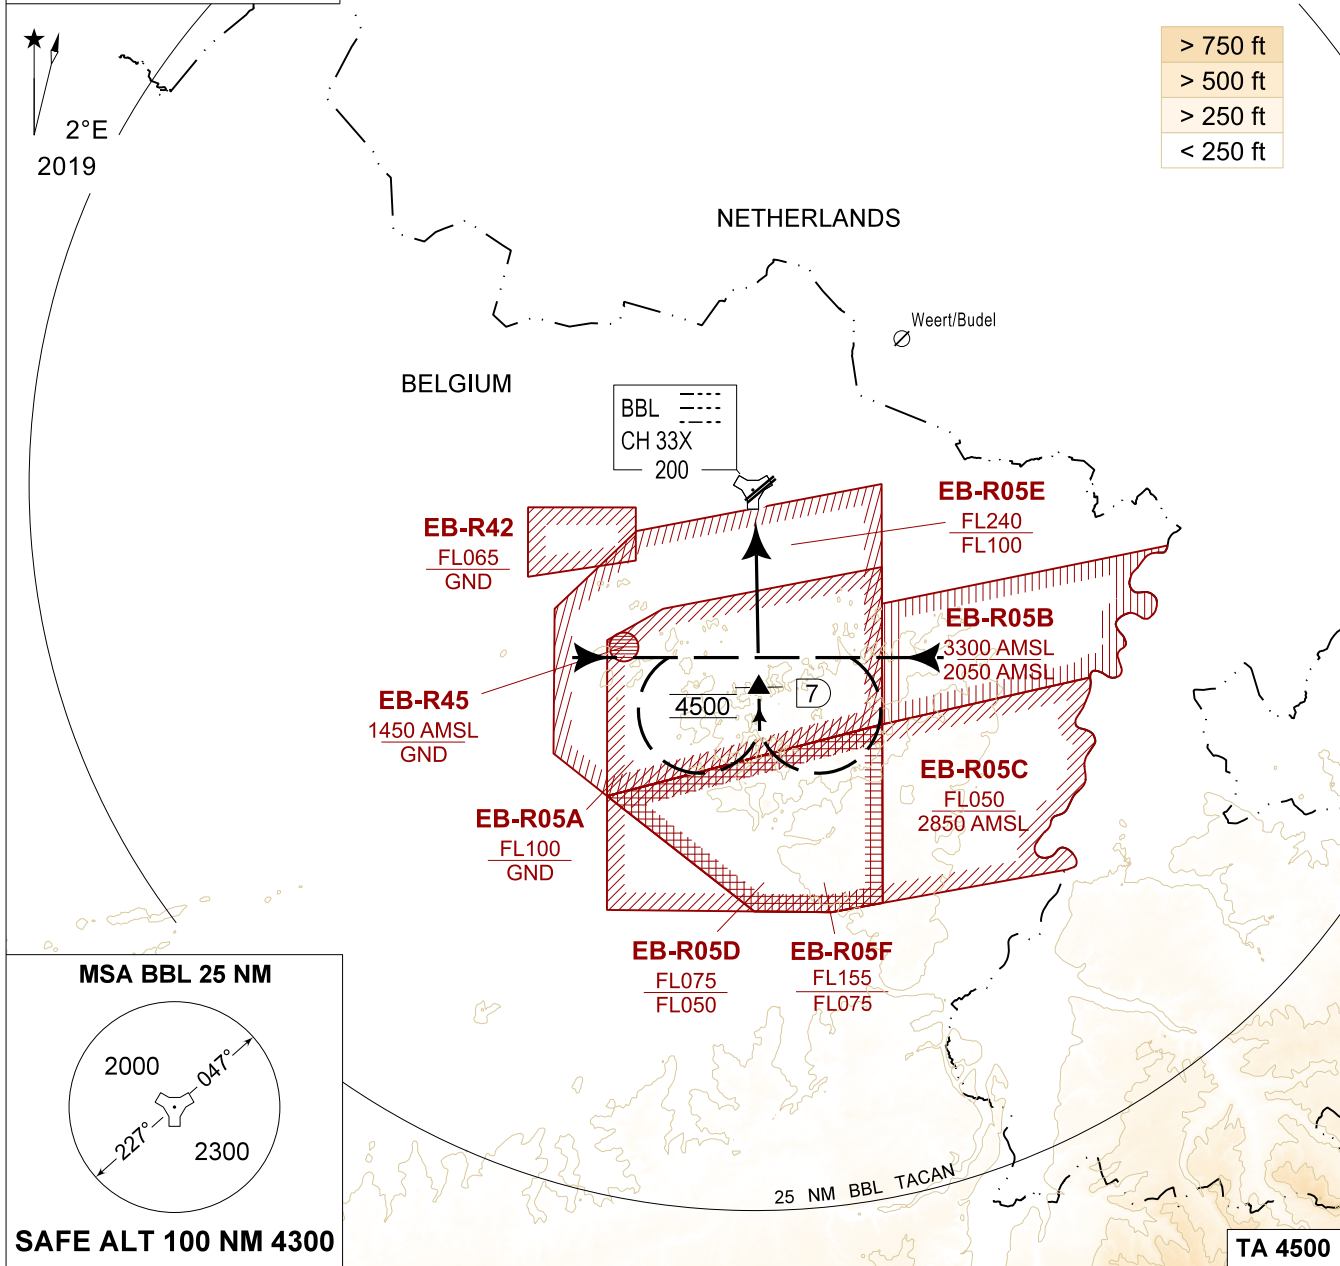 2°E
2019
> 750 ft
> 500 ft
> 250 ft
< 250 ft
NETHERLANDS
Weert/Budel
BELGIUM
BBL
CH 33X
200
EB-R05E
FL240
FL100
EB-R42
FL065
GND
EB-R05B
3300 AMSL
2050 AMSL
EB-R45
1450 AMSL
GND
4500
7
EB-R05C
FL050
2850 AMSL
EB-R05A
FL100
GND
EB-R05D
FL075
FL050
EB-R05F
FL155
FL075
MSA BBL 25 NM
2000
047°
227°
2300
SAFE ALT 100 NM 4300
25 NM BBL TACAN
TA 4500